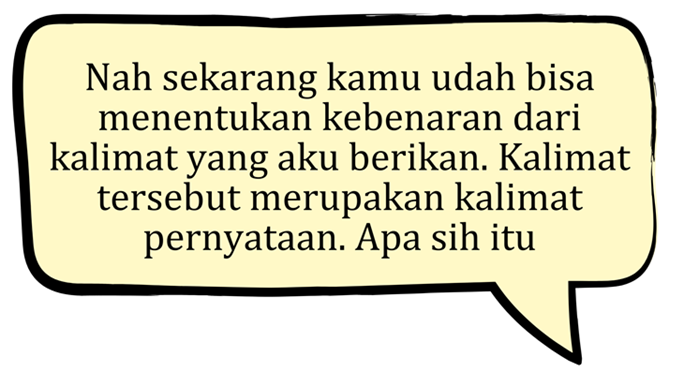 Nah sekarang kamu udah bisa
menentukan kebenaran dari
kalimat yang aku berikan. Kalimat
tersebut merupakan kalimat
pernyataan. Apa sih itu